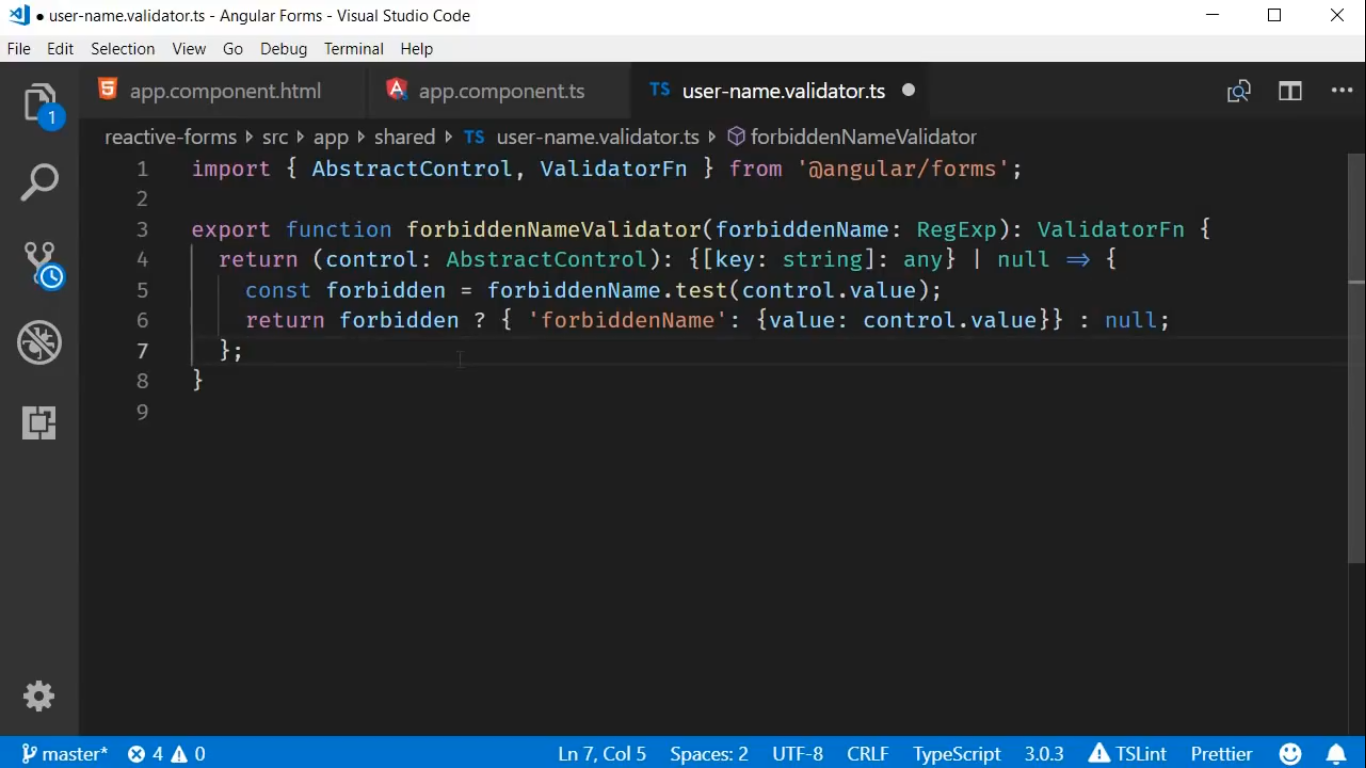 user-name.validator.ts - Angular Forms - Visual Studio Code
File Edit Selection View Go Debug Terminal Help
app.component.html app.component.ts TS user-name.validator.ts
1
reactive-forms src app shared TS user-name.validator.ts forbiddenNameValidator
1 import { AbstractControl, ValidatorFn } from '@angular/forms';
2
3 export function forbiddenNameValidator(forbiddenName: RegExp): ValidatorFn {
4 return (control: AbstractControl): {[key: string]: any} | null => {
5 const forbidden = forbiddenName.test(control.value);
6 return forbidden ? { 'forbiddenName': {value: control.value}} : null;
7 };
8 }
9
master* 4 0 Ln 7, Col 5 Spaces: 2 UTF-8 CRLF TypeScript 3.0.3 TSLint Prettier